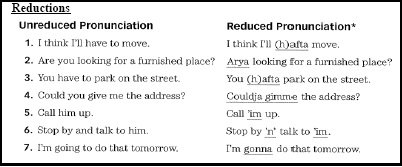 Reductions
Unreduced Pronunciation Reduced Pronunciation*
1. I think I'll have to move. I think I'll (h)afta move.
2. Are you looking for a furnished place? Arya looking for a furnished place?
3. You have to park on the street. You (h)afta park on the street.
4. Could you give me the address? Couldja gimme the address?
5. Call him up. Call 'im up.
6. Stop by and talk to him. Stop by 'n' talk to 'im.
7. I'm going to do that tomorrow. I'm gonna do that tomorrow.